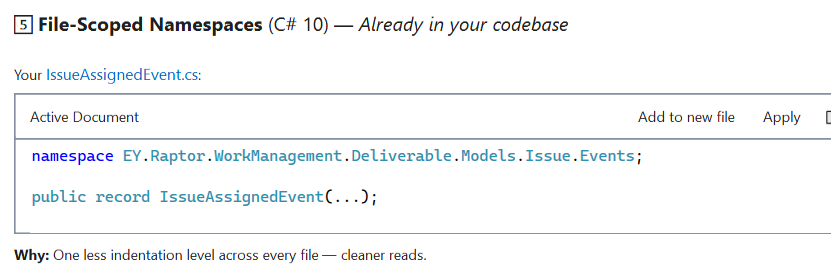 5 File-Scoped Namespaces (C# 10) — Already in your codebase
Your IssueAssignedEvent.cs:
Active Document Add to new file Apply
namespace EY.Raptor.WorkManagement.Deliverable.Models.Issue.Events;
public record IssueAssignedEvent(...);
Why: One less indentation level across every file — cleaner reads.